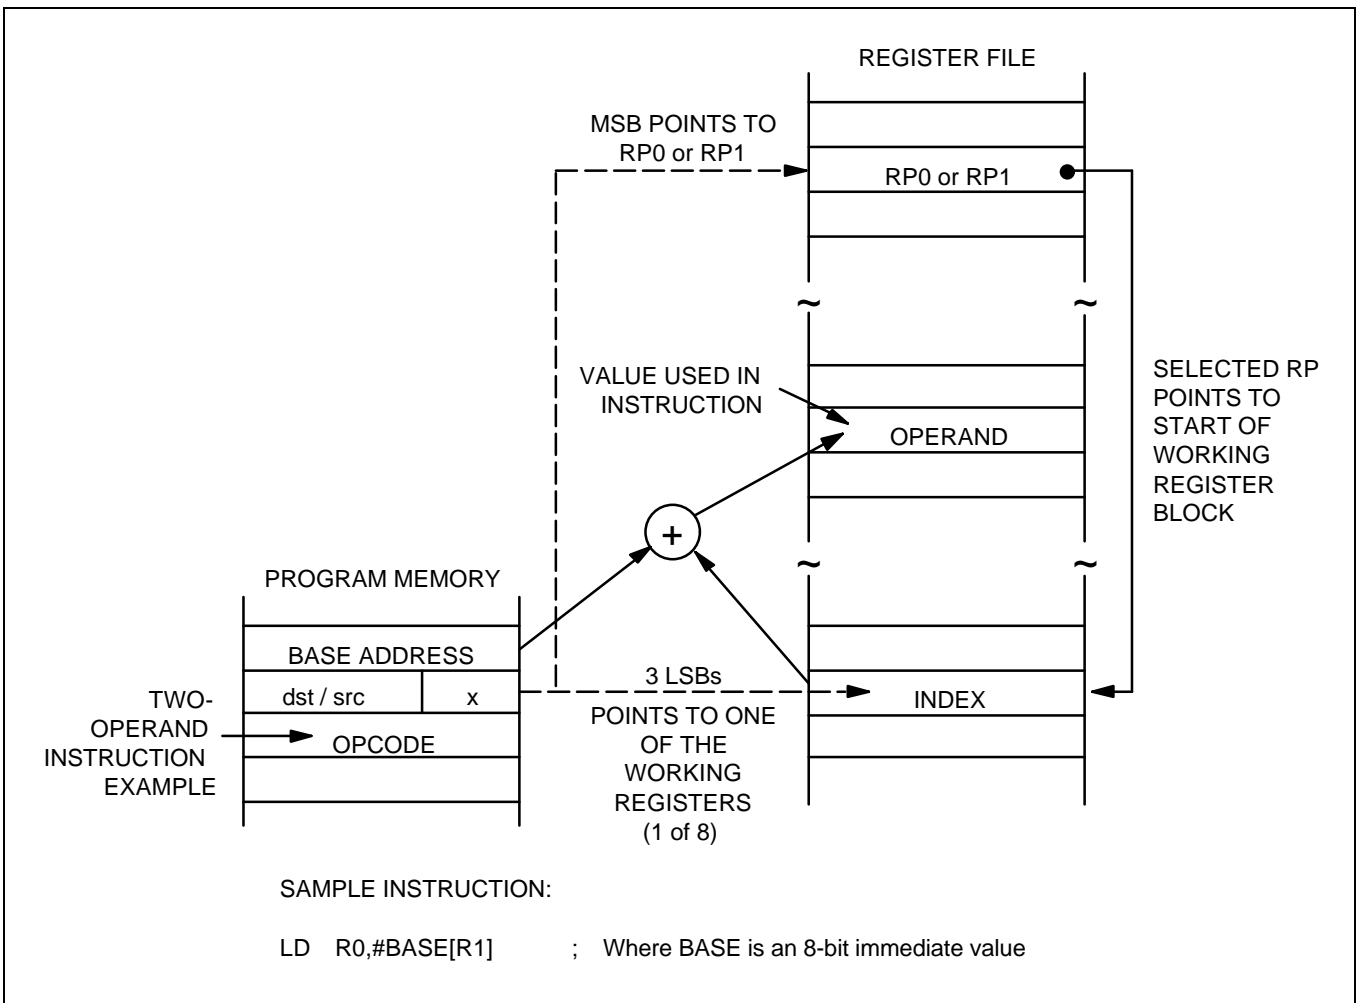 REGISTER FILE
MSB POINTS TO
RP0 or RP1
RP0 or RP1
~ ~
VALUE USED IN
INSTRUCTION
OPERAND
SELECTED RP
POINTS TO
START OF
WORKING
REGISTER
BLOCK
+
~ ~
PROGRAM MEMORY
BASE ADDRESS
dst / src x
OPCODE
TWO-
OPERAND
INSTRUCTION
EXAMPLE
3 LSBs
POINTS TO ONE
OF THE
WORKING
REGISTERS
(1 of 8)
INDEX
SAMPLE INSTRUCTION:
LD R0,#BASE[R1] ; Where BASE is an 8-bit immediate value